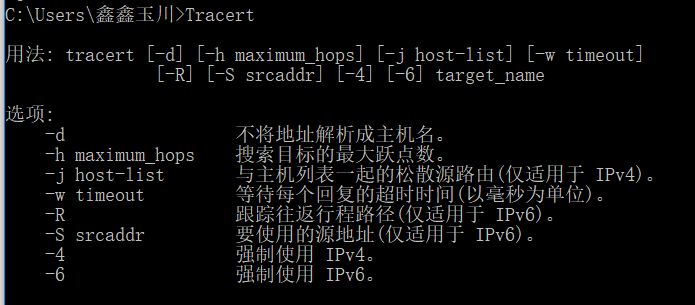 C:\Users\鑫鑫玉川>Tracert
用法: tracert [-d] [-h maximum_hops] [-j host-list] [-w timeout]
[-R] [-S srcaddr] [-4] [-6] target_name
选项:
-d 不将地址解析成主机名。
-h maximum_hops 搜索目标的最大跃点数。
-j host-list 与主机列表一起的松散源路由(仅适用于 IPv4)。
-w timeout 等待每个回复的超时时间(以毫秒为单位)。
-R 跟踪往返行程路径(仅适用于 IPv6)。
-S srcaddr 要使用的源地址(仅适用于 IPv6)。
-4 强制使用 IPv4。
-6 强制使用 IPv6。